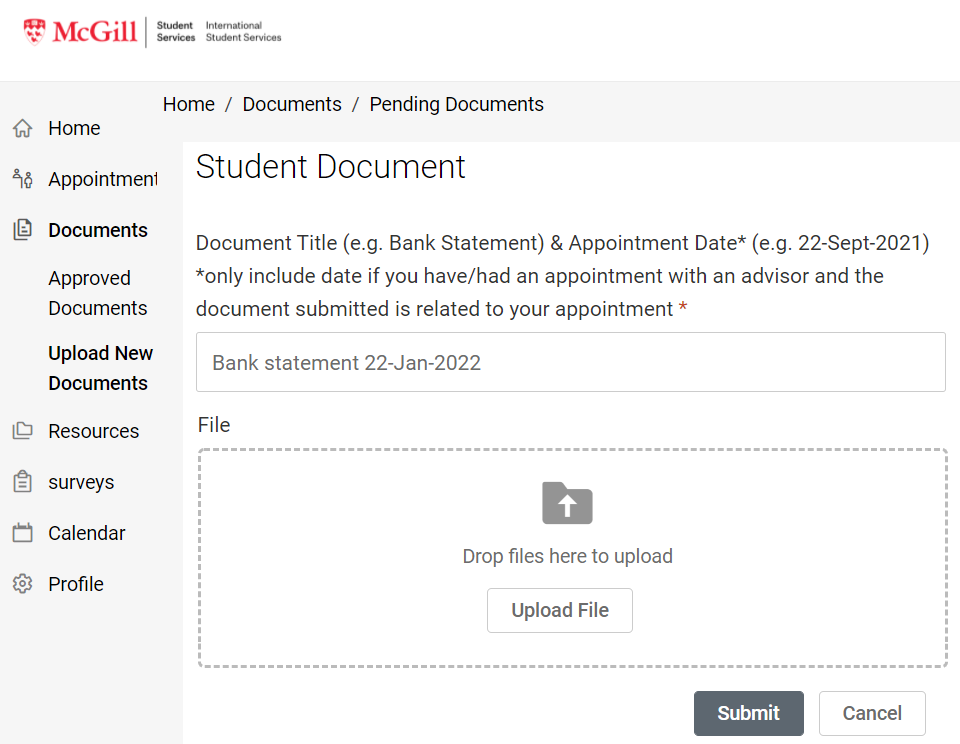 McGill
Student Services
International Student Services
Home / Documents / Pending Documents
Home
Appointment
Documents
Approved
Documents
Upload New
Documents
Resources
surveys
Calendar
Profile
Student Document
Document Title (e.g. Bank Statement) & Appointment Date* (e.g. 22-Sept-2021)
*only include date if you have/had an appointment with an advisor and the
document submitted is related to your appointment *
Bank statement 22-Jan-2022
File
Drop files here to upload
Upload File
Submit
Cancel